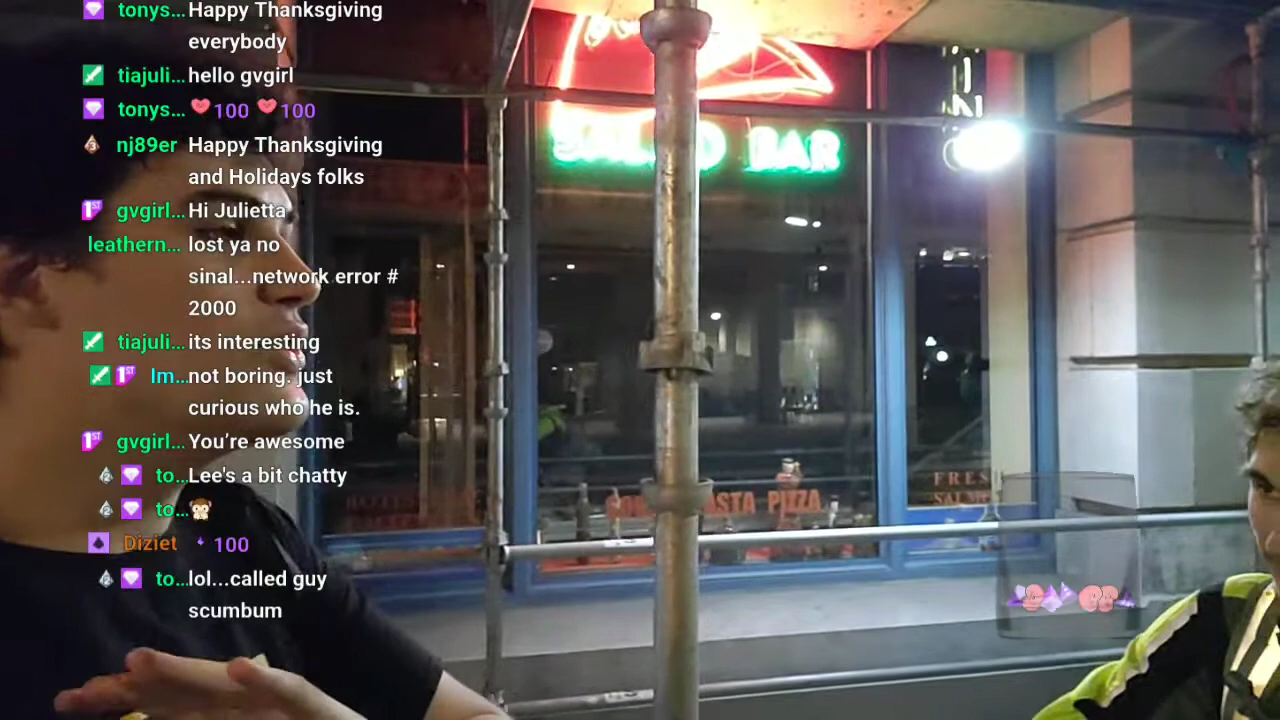 tonys... Happy Thanksgiving
everybody
tiajuli... hello gvgirl
tonys... 100 100
nj89er Happy Thanksgiving
and Holidays folks
gvgirl... Hi Julietta
leathern... lost ya no
sinal...network error #
2000
tiajuli... its interesting
lm... not boring. just
curious who he is.
gvgirl... You're awesome
to... Lee's a bit chatty
to...
Diziet 100
to... lol...called guy
scumbum
BAR
PASTA PIZZA
FRES